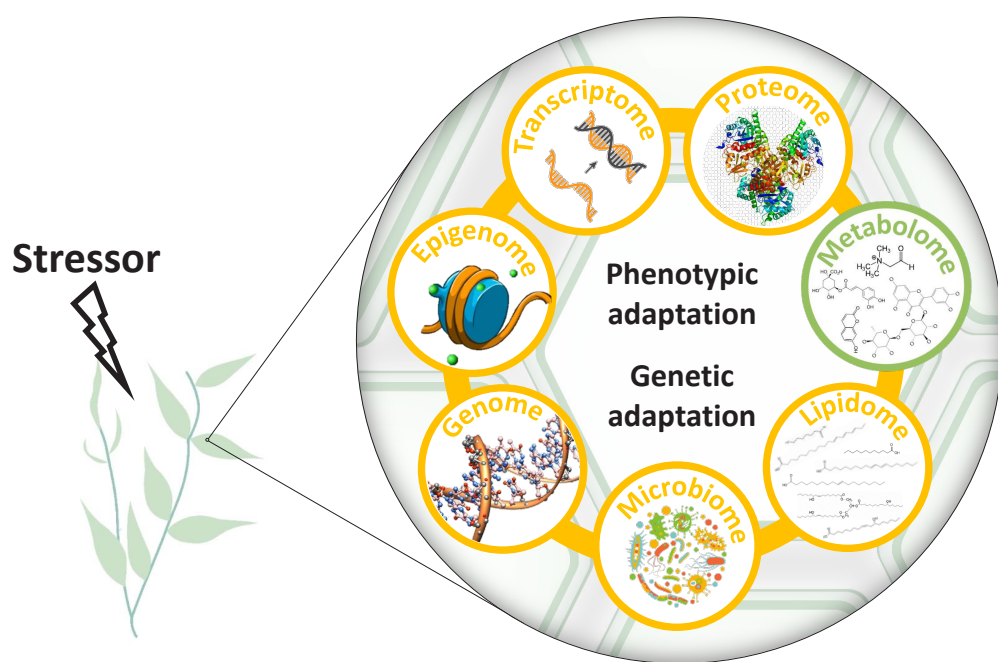 Stressor
Transcriptome
Proteome
Epigenome
Metabolome
Phenotypic
adaptation
Genetic
adaptation
Genome
Lipidome
Microbiome